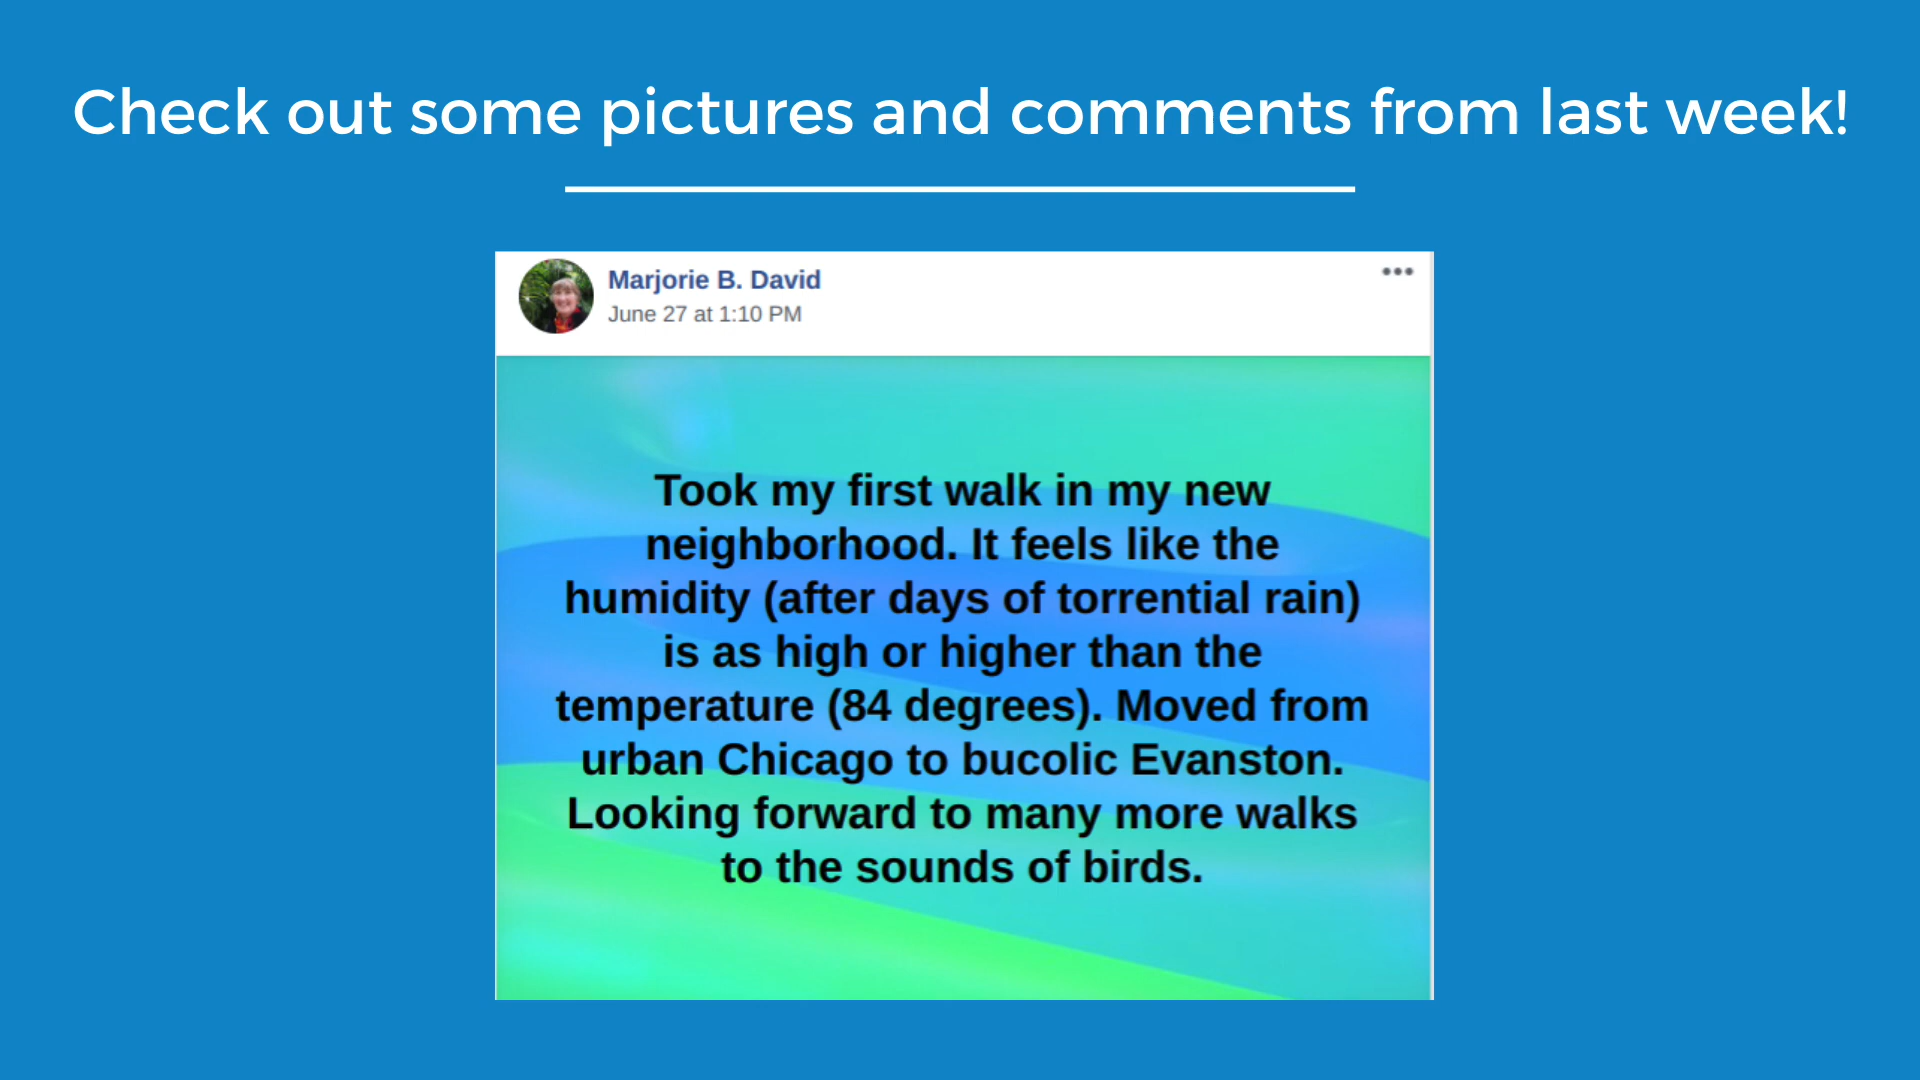 Check out some pictures and comments from last week!
Marjorie B. David
June 27 at 1:10 PM
Took my first walk in my new
neighborhood. It feels like the
humidity (after days of torrential rain)
is as high or higher than the
temperature (84 degrees). Moved from
urban Chicago to bucolic Evanston.
Looking forward to many more walks
to the sounds of birds.